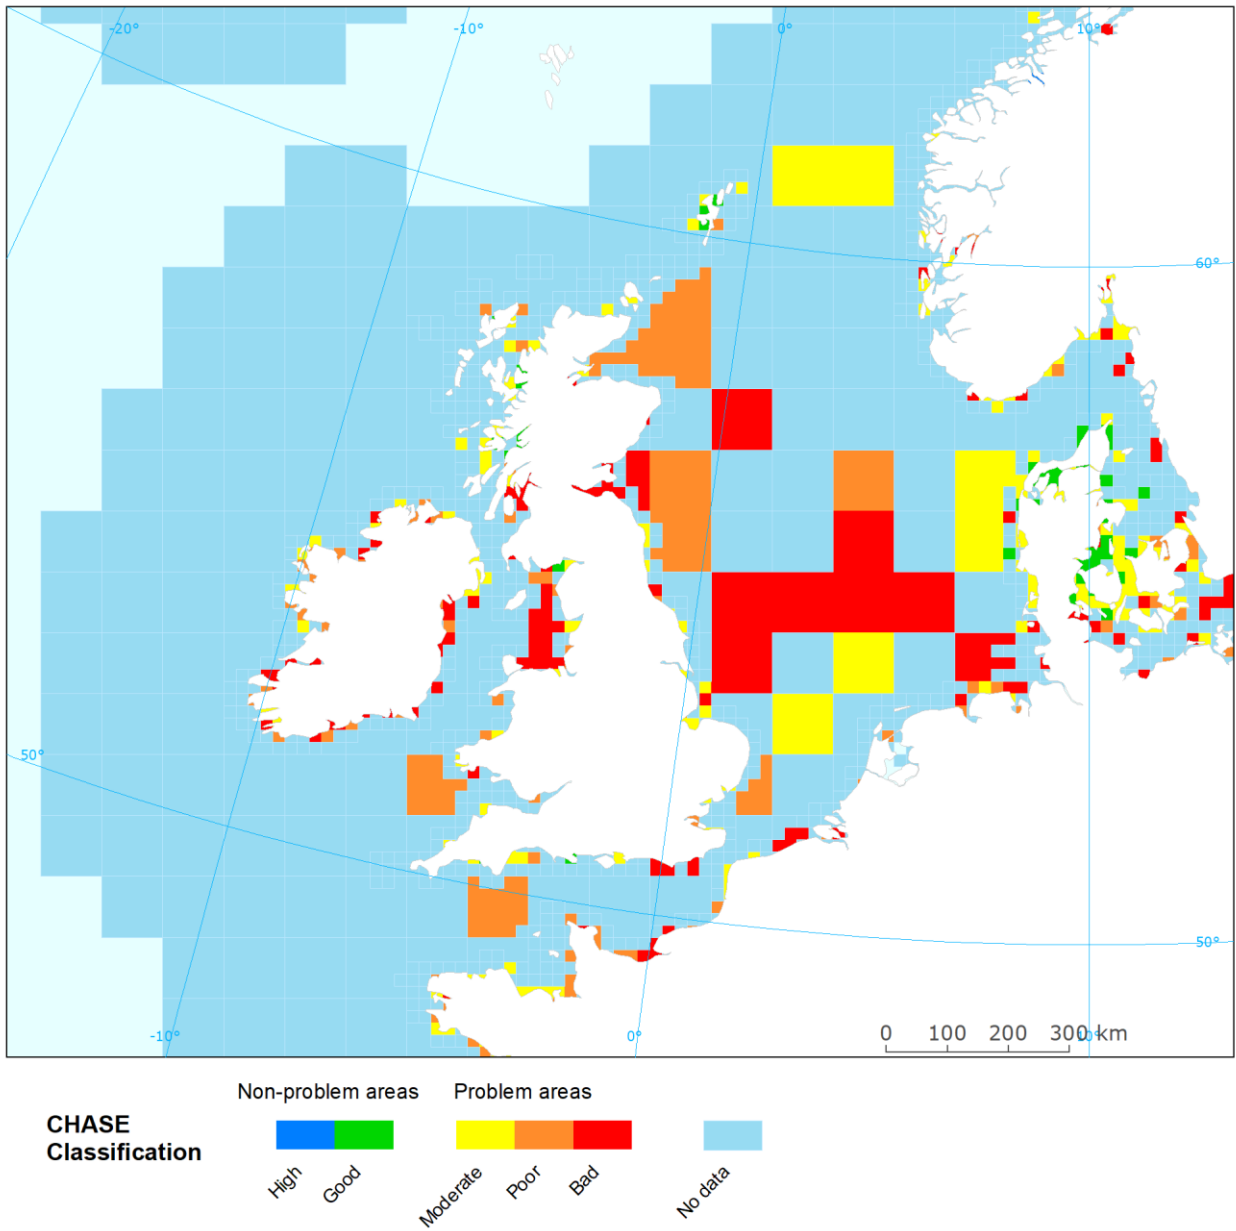 -20°
-10°
0°
10°
60°
50°
50°
-10°
0°
10°
0 100 200 300 km
Non-problem areas
Problem areas
CHASE
Classification
High
Good
Moderate
Poor
Bad
No data